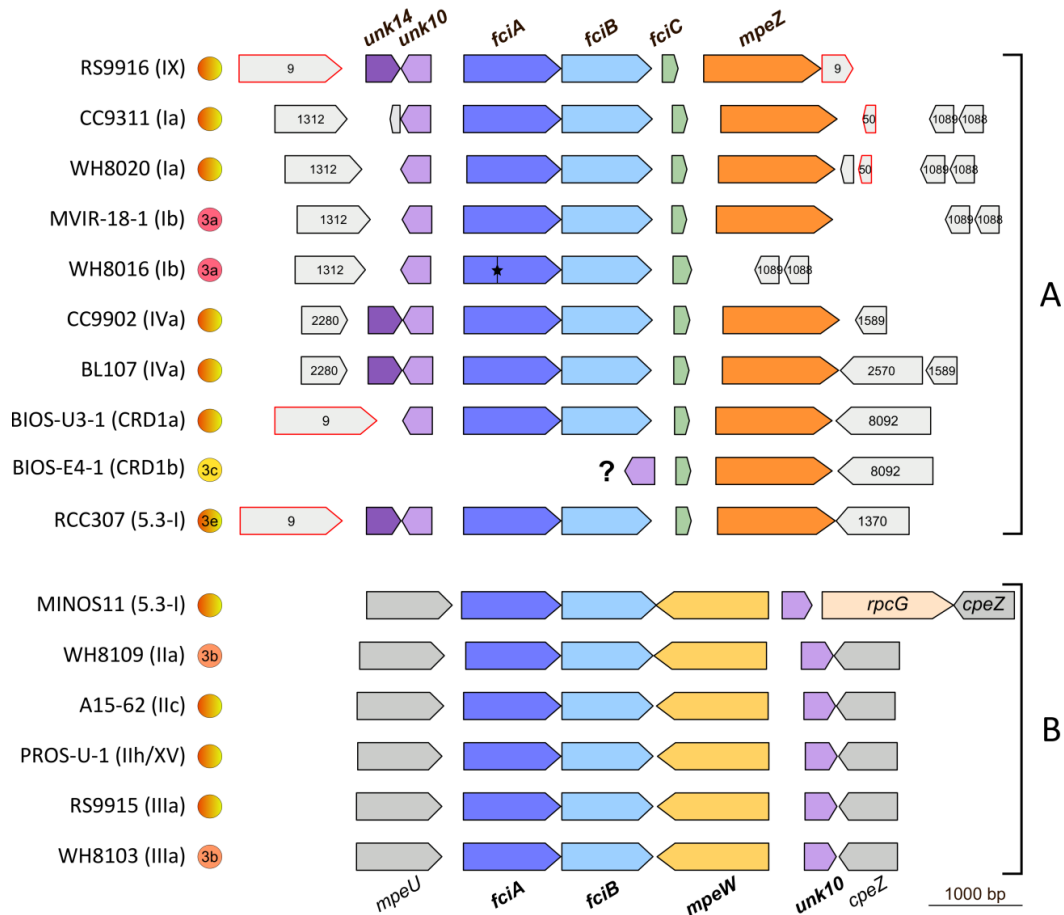 unk14 unk10 fciA fciB fciC mpeZ
RS9916 (IX) 9 9
CC9311 (Ia) 1312 50 1089 1088
WH8020 (Ia) 1312 50 1089 1088
MVIR-18-1 (Ib) 3a 1312 1089 1088
WH8016 (Ib) 3a 1312 1089 1088
A
CC9902 (IVa) 2280 1589
BL107 (IVa) 2280 2570 1589
BIOS-U3-1 (CRD1a) 9 8092
BIOS-E4-1 (CRD1b) 3c ? 8092
RCC307 (5.3-I) 3e 9 1370
MINOS11 (5.3-I) rpcG cpeZ
WH8109 (IIa) 3b
A15-62 (IIc)
B
PROS-U-1 (IIh/XV)
RS9915 (IIIa)
WH8103 (IIIa) 3b
mpeU fciA fciB mpeW unk10 cpeZ
1000 bp